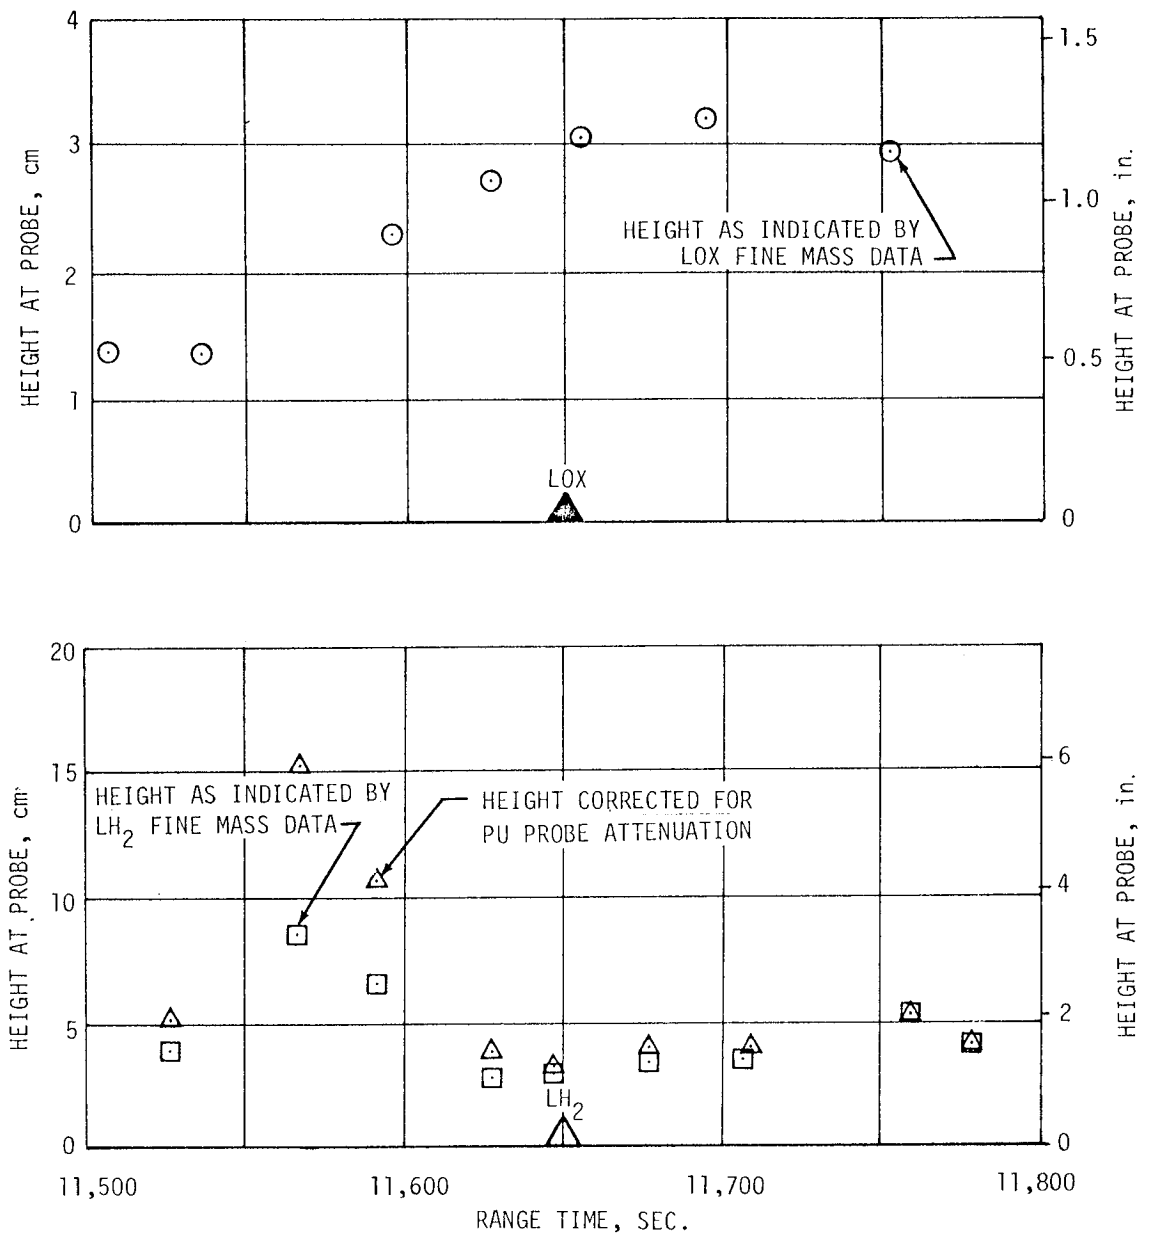 4
3
2
1
0
HEIGHT AT PROBE, cm
1.5
1.0
0.5
0
HEIGHT AT PROBE, in.
HEIGHT AS INDICATED BY
LOX FINE MASS DATA
LOX
20
15
10
5
0
HEIGHT AT PROBE, cm
6
4
2
0
HEIGHT AT PROBE, in.
HEIGHT AS INDICATED BY
LH2 FINE MASS DATA
HEIGHT CORRECTED FOR
PU PROBE ATTENUATION
LH2
11,500 11,600 11,700 11,800
RANGE TIME, SEC.